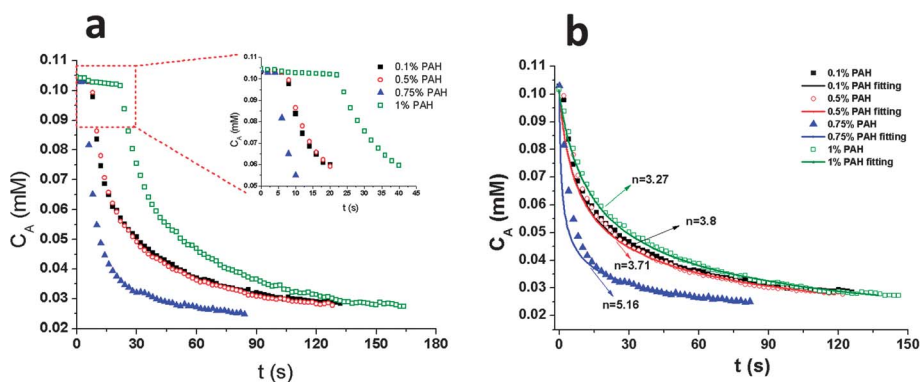 a
0.11
0.10
0.09
0.08
0.07
0.06
0.05
0.04
0.03
0.02
C_A (mM)
0 30 60 90 120 150 180
t (s)
0.11
0.10
0.09
0.08
0.07
0.06
0.05
C_A (mM)
0 5 10 15 20 25 30 35 40 45
t (s)
0.1% PAH
0.5% PAH
0.75% PAH
1% PAH
b
0.11
0.10
0.09
0.08
0.07
0.06
0.05
0.04
0.03
0.02
C_A (mM)
0 30 60 90 120 150
t (s)
0.1% PAH
0.1% PAH fitting
0.5% PAH
0.5% PAH fitting
0.75% PAH
0.75% PAH fitting
1% PAH
1% PAH fitting
n=3.27
n=3.8
n=3.71
n=5.16